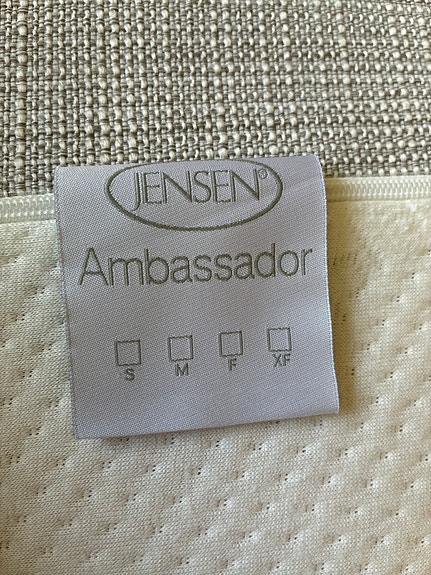 JENSEN®
Ambassador
☐ ☐ ☐ ☐
S M F XF